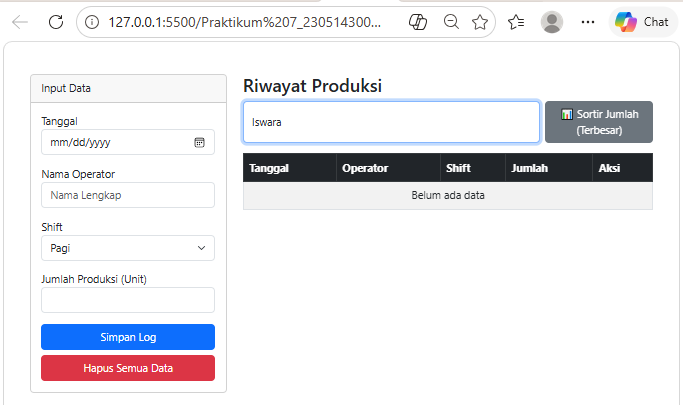 127.0.0.1:5500/Praktikum%207_230514300...
Chat
Input Data
Tanggal
mm/dd/yyyy
Nama Operator
Nama Lengkap
Shift
Pagi
Jumlah Produksi (Unit)
Simpan Log
Hapus Semua Data
Riwayat Produksi
Iswara
Sortir Jumlah
(Terbesar)
Tanggal Operator Shift Jumlah Aksi
Belum ada data